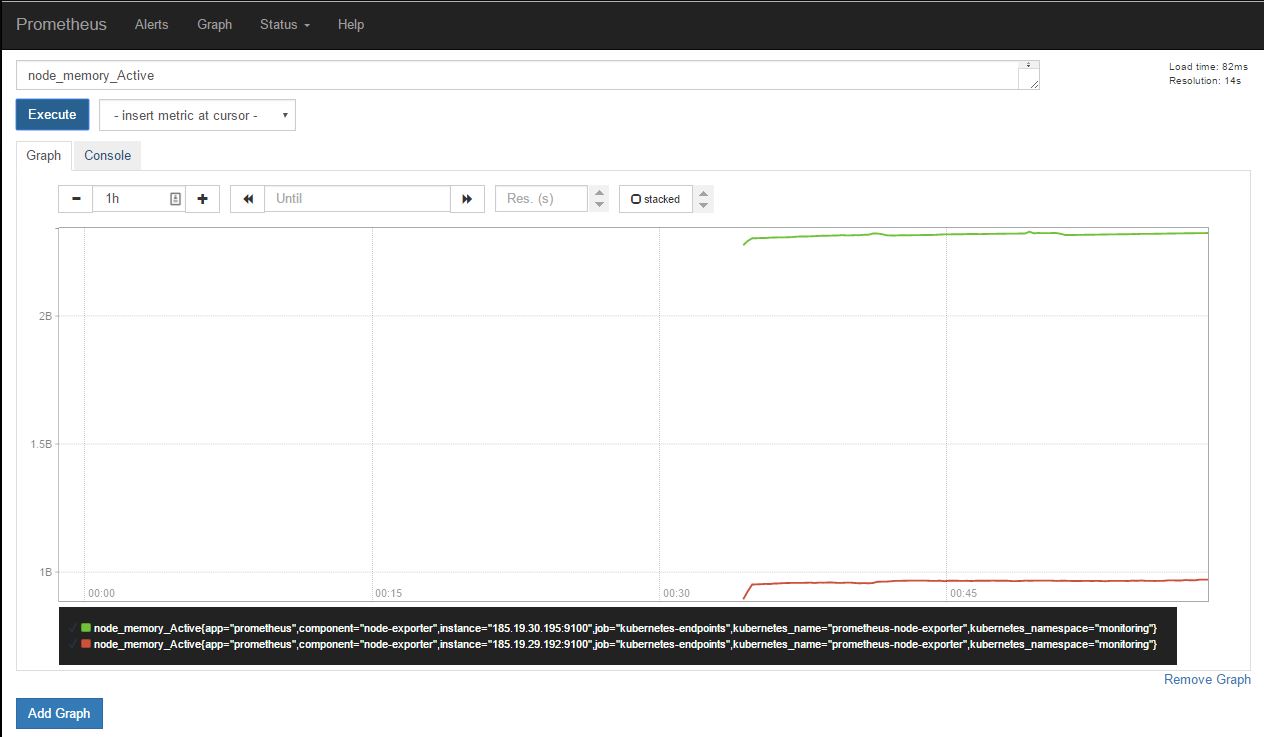 Prometheus Alerts Graph Status Help
node_memory_Active
Load time: 82ms
Resolution: 14s
Execute - insert metric at cursor -
Graph Console
1h Until Res. (s) stacked
2B
1.5B
1B
00:00 00:15 00:30 00:45
node_memory_Active{app="prometheus",component="node-exporter",instance="185.19.30.195:9100",job="kubernetes-endpoints",kubernetes_name="prometheus-node-exporter",kubernetes_namespace="monitoring"}
node_memory_Active{app="prometheus",component="node-exporter",instance="185.19.29.192:9100",job="kubernetes-endpoints",kubernetes_name="prometheus-node-exporter",kubernetes_namespace="monitoring"}
Remove Graph
Add Graph